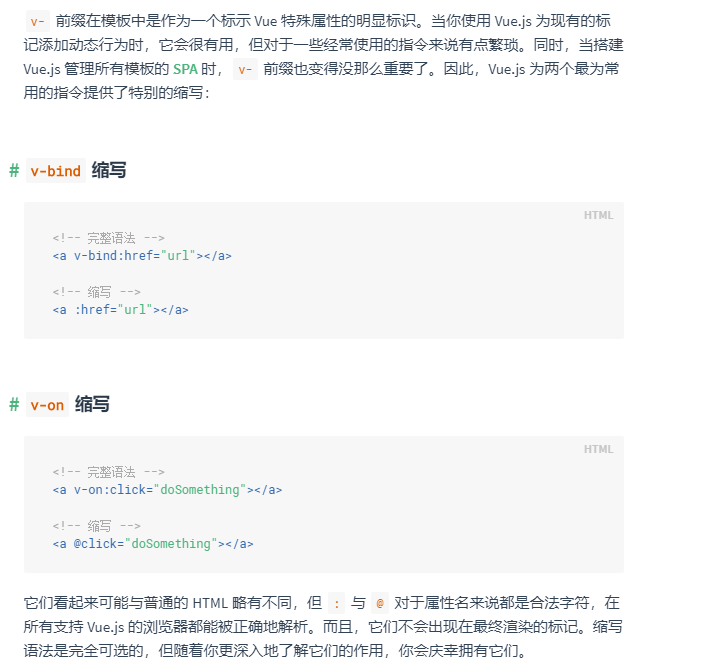 v- 前缀在模板中是作为一个标示 Vue 特殊属性的明显标识。当你使用 Vue.js 为现有的标
记添加动态行为时，它会很有用，但对于一些经常使用的指令来说有点繁琐。同时，当搭建
Vue.js 管理所有模板的 SPA 时， v- 前缀也变得没那么重要了。因此，Vue.js 为两个最为常
用的指令提供了特别的缩写：
# v-bind 缩写
HTML
<!-- 完整语法 -->
<a v-bind:href="url"></a>
<!-- 缩写 -->
<a :href="url"></a>
# v-on 缩写
HTML
<!-- 完整语法 -->
<a v-on:click="doSomething"></a>
<!-- 缩写 -->
<a @click="doSomething"></a>
它们看起来可能与普通的 HTML 略有不同，但 : 与 @ 对于属性名来说都是合法字符，在
所有支持 Vue.js 的浏览器都能被正确地解析。而且，它们不会出现在最终渲染的标记。缩写
语法是完全可选的，但随着你更深入地了解它们的作用，你会庆幸拥有它们。